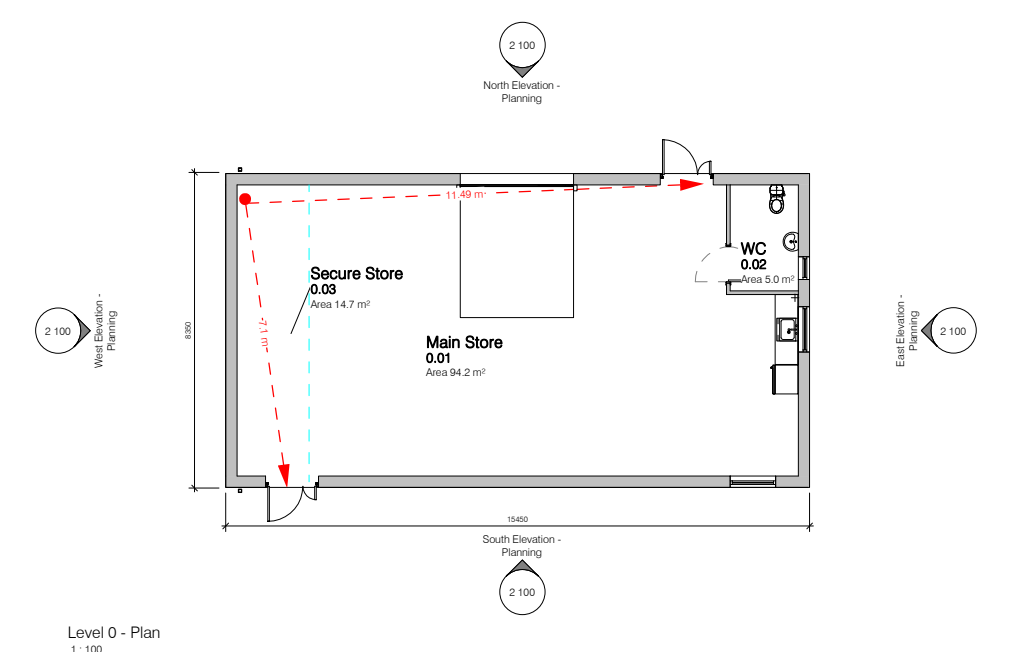 2 100
North Elevation -
Planning
11.49 m
WC
0.02
Area 5.0 m²
Secure Store
0.03
Area 14.7 m²
7.1 m
8350
2 100
West Elevation -
Planning
Main Store
0.01
Area 94.2 m²
East Elevation -
Planning
2 100
15450
South Elevation -
Planning
2 100
Level 0 - Plan
1 : 100